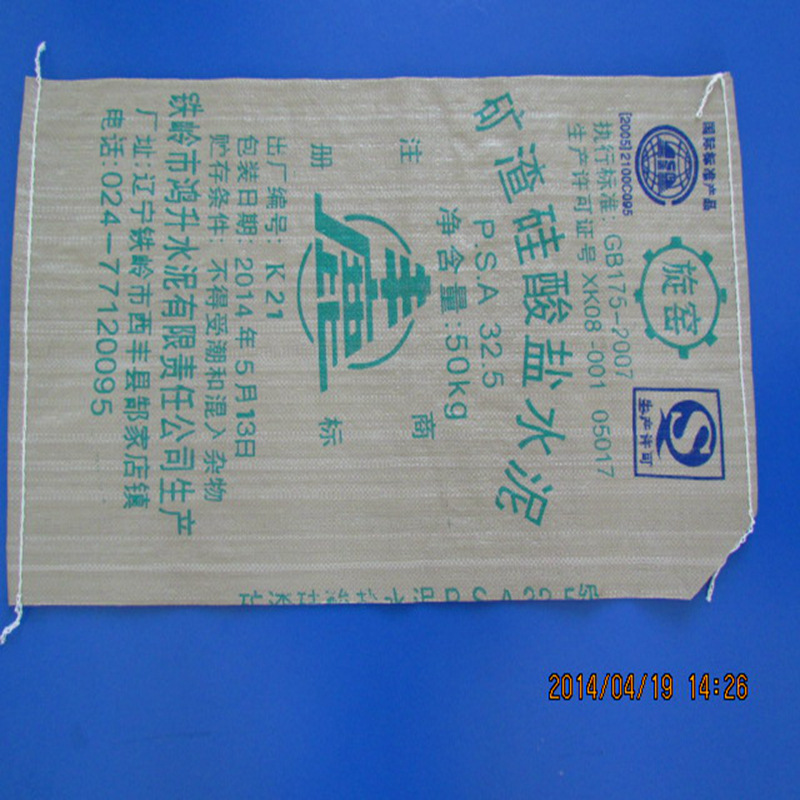 国际标准产品
[2005]2100C095
旋窑
生产许可
执行标准: GB175-2007
生产许可证号 XK08-001 05017
矿渣硅酸盐水泥
P.S.A 32.5
净含量:50kg
注
册
商
标
出厂编号: K21
包装日期: 2014年5月13日
贮存条件: 不得受潮和混入杂物
铁岭市鸿升水泥有限责任公司生产
厂址:辽宁铁岭市西丰县郜家店镇
电话:024-77120095
2014/04/19 14:26